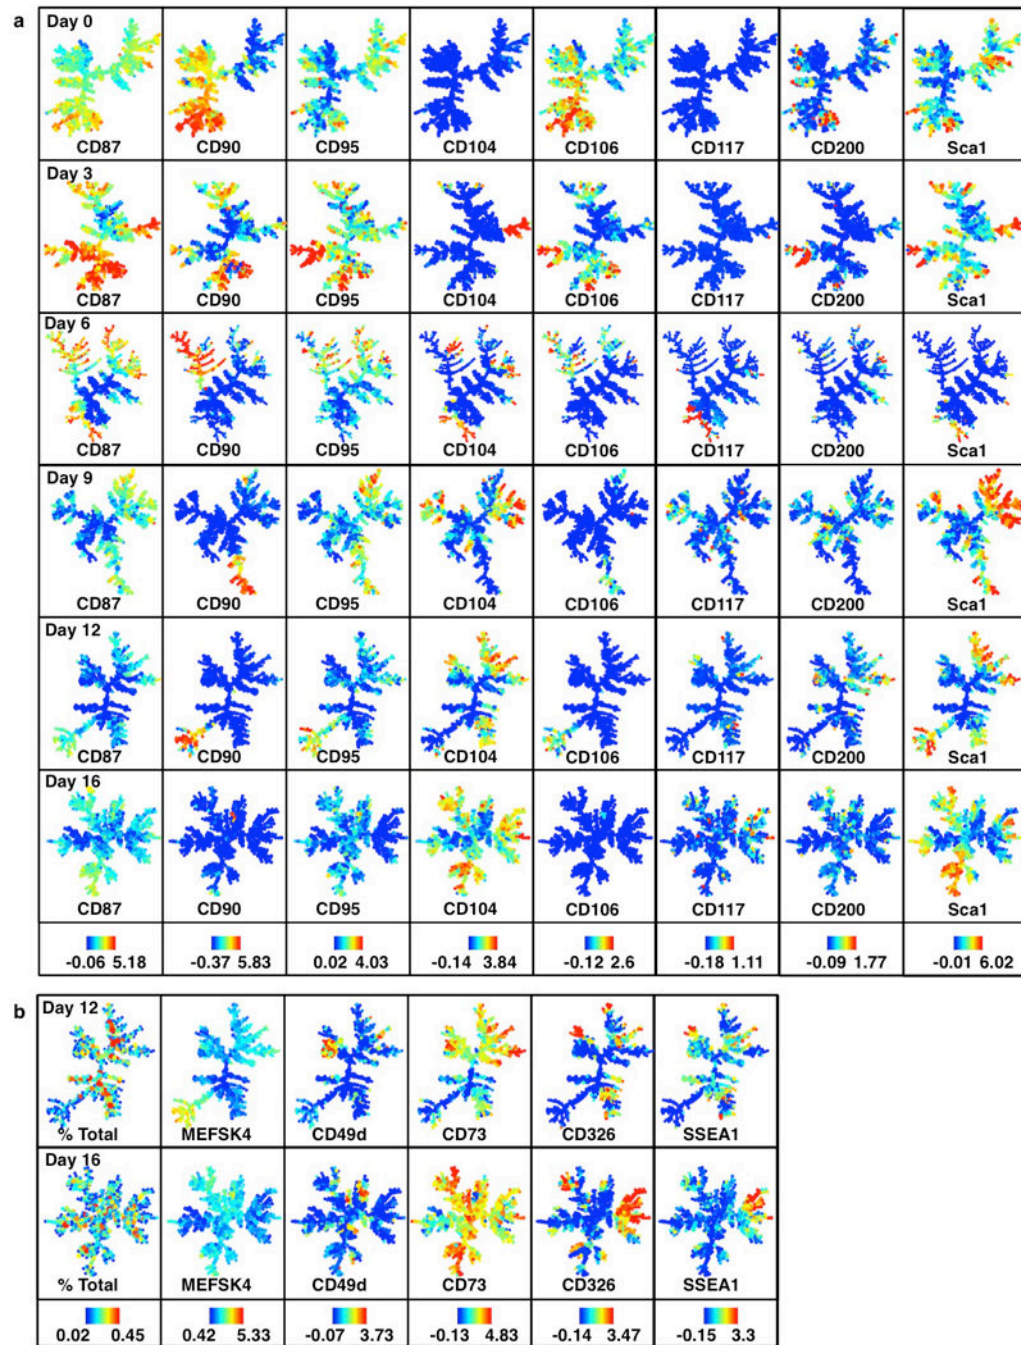 a
Day 0
CD87 CD90 CD95 CD104 CD106 CD117 CD200 Sca1
Day 3
CD87 CD90 CD95 CD104 CD106 CD117 CD200 Sca1
Day 6
CD87 CD90 CD95 CD104 CD106 CD117 CD200 Sca1
Day 9
CD87 CD90 CD95 CD104 CD106 CD117 CD200 Sca1
Day 12
CD87 CD90 CD95 CD104 CD106 CD117 CD200 Sca1
Day 16
CD87 CD90 CD95 CD104 CD106 CD117 CD200 Sca1
-0.06 5.18 -0.37 5.83 0.02 4.03 -0.14 3.84 -0.12 2.6 -0.18 1.11 -0.09 1.77 -0.01 6.02
b
Day 12
% Total MEFSK4 CD49d CD73 CD326 SSEA1
Day 16
% Total MEFSK4 CD49d CD73 CD326 SSEA1
0.02 0.45 0.42 5.33 -0.07 3.73 -0.13 4.83 -0.14 3.47 -0.15 3.3